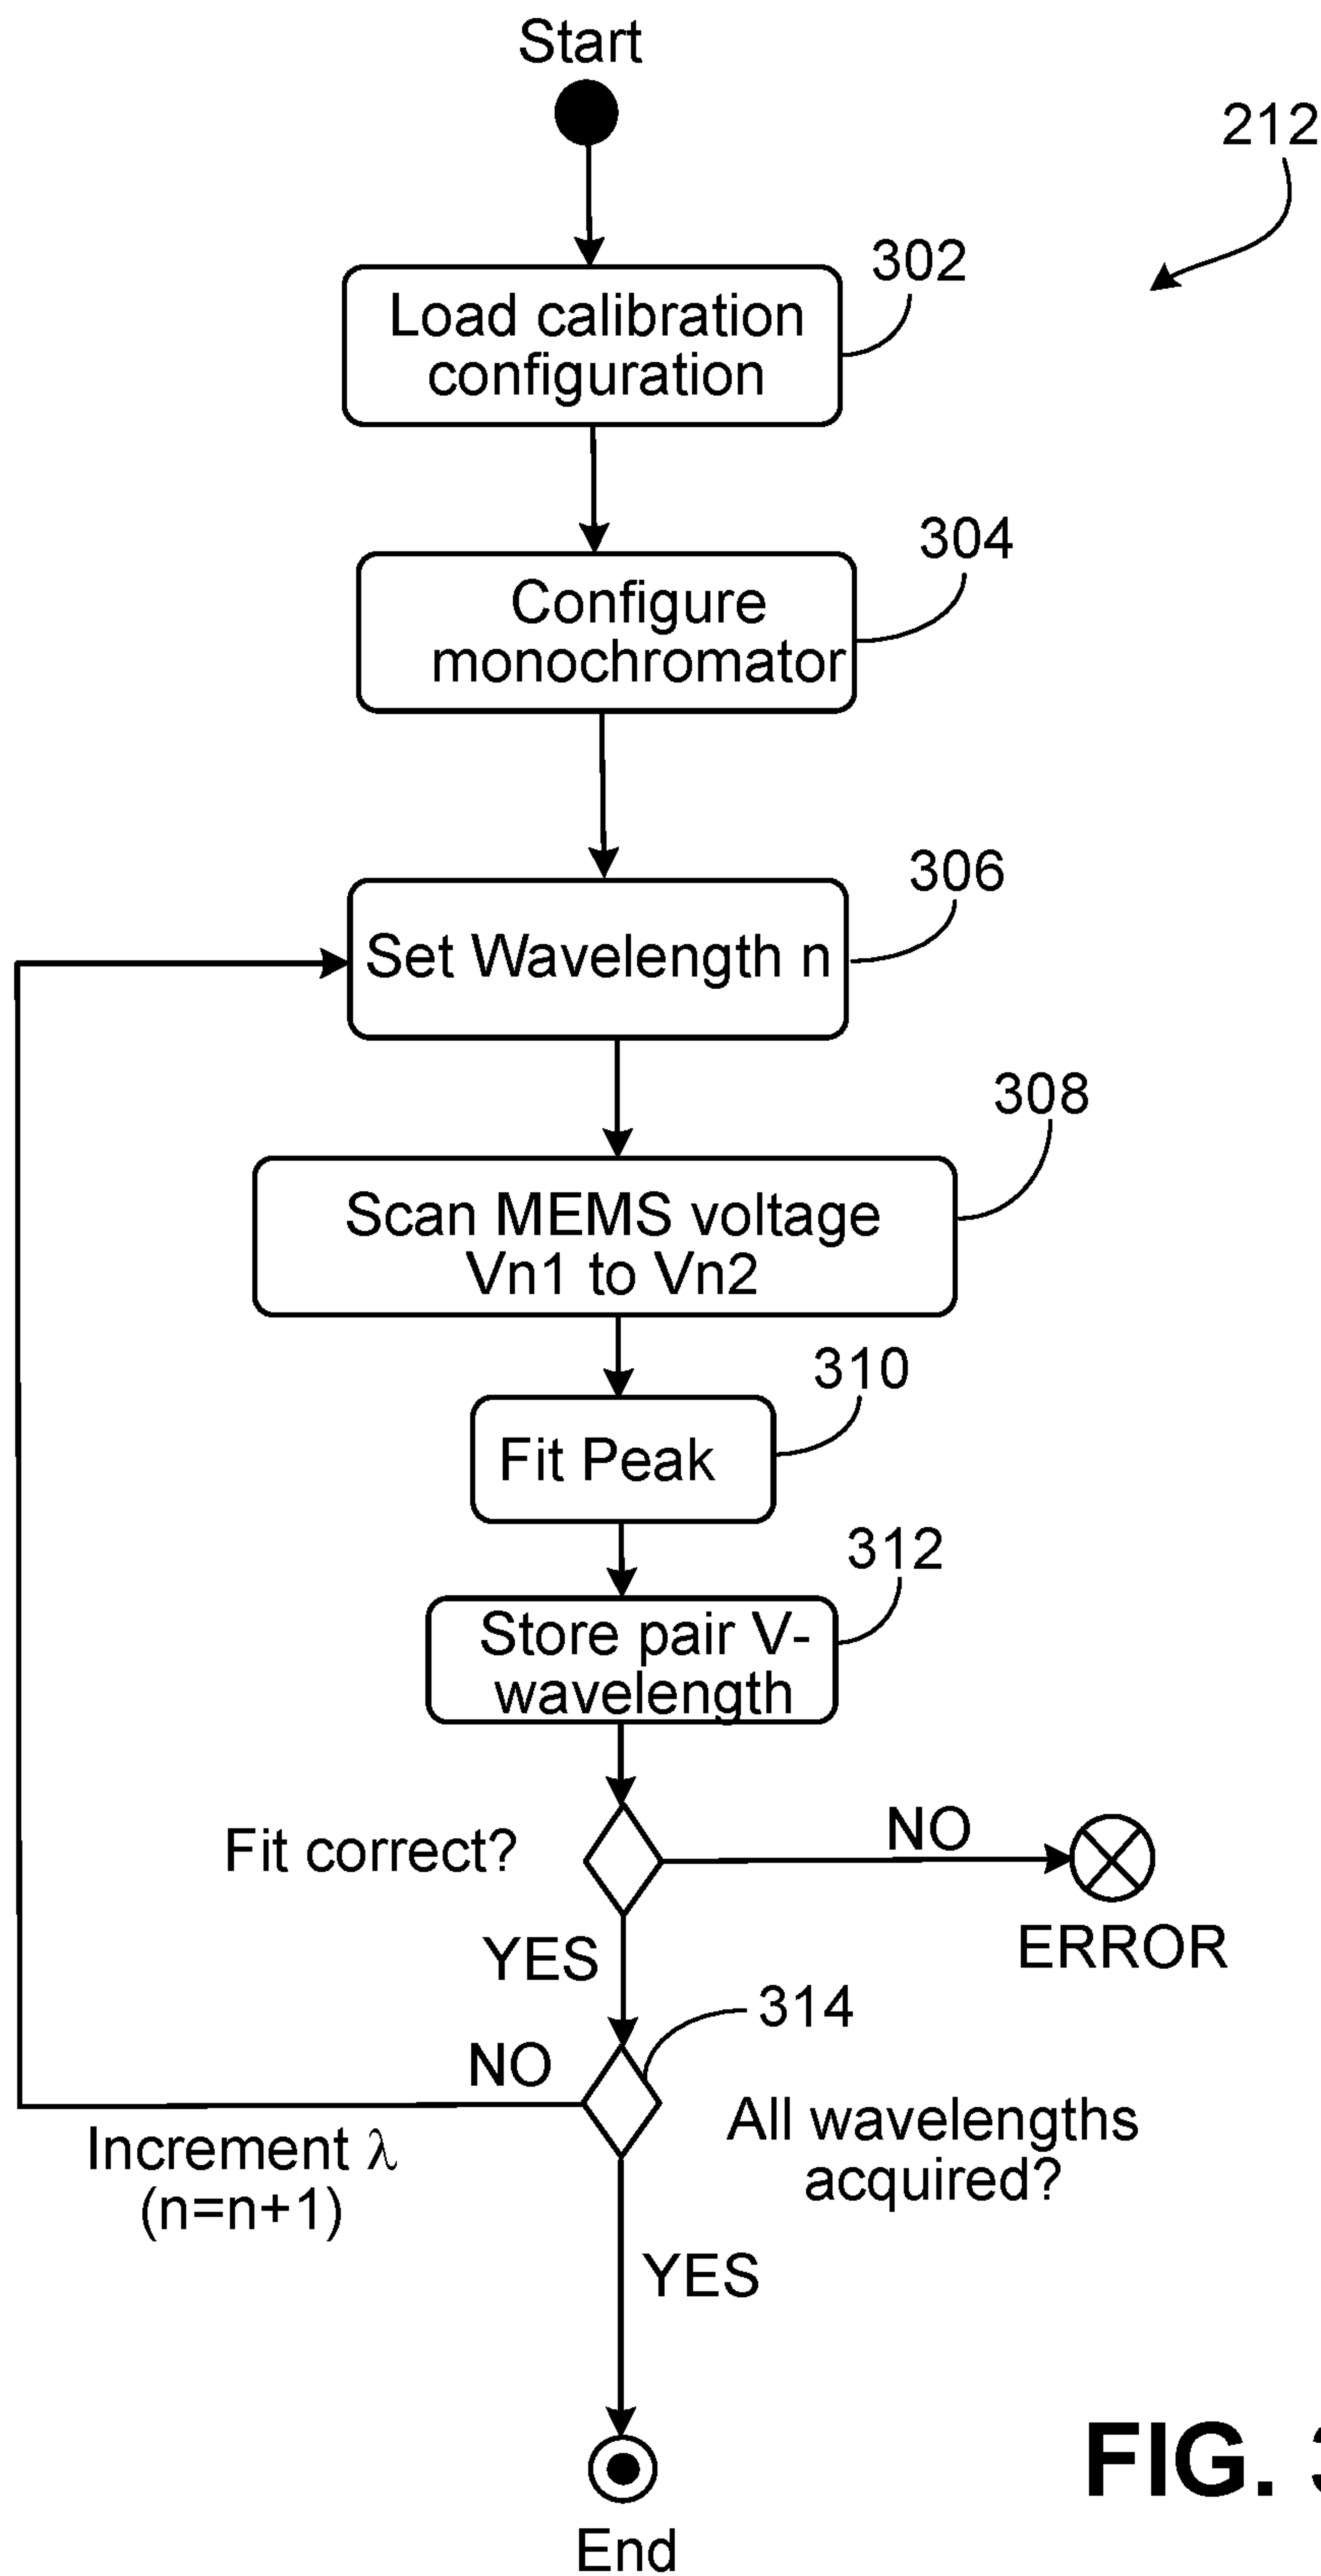 Start
212
302
Load calibration
configuration
304
Configure
monochromator
306
Set Wavelength n
308
Scan MEMS voltage
Vn1 to Vn2
310
Fit Peak
312
Store pair V-
wavelength
Fit correct?
NO
ERROR
YES
314
NO
All wavelengths
acquired?
Increment λ
(n=n+1)
YES
FIG. 3
End